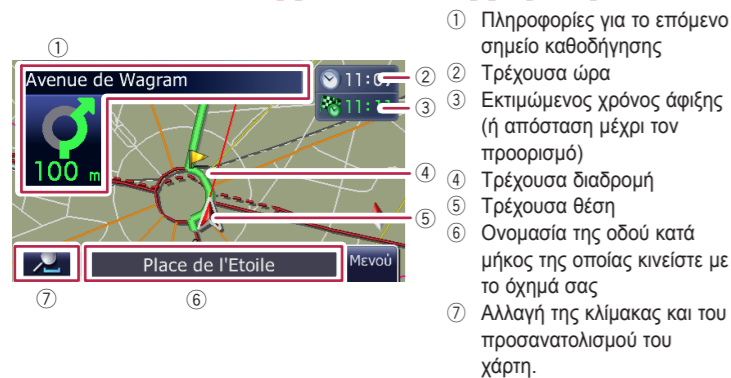 ①
Avenue de Wagram
100 m
11:07
②
11:11
③
④
⑤
Place de l'Etoile
Μενού
⑦
⑥
① Πληροφορίες για το επόμενο
σημείο καθοδήγησης
② Τρέχουσα ώρα
③ Εκτιμώμενος χρόνος άφιξης
(ή απόσταση μέχρι τον
προορισμό)
④ Τρέχουσα διαδρομή
⑤ Τρέχουσα θέση
⑥ Ονομασία της οδού κατά
μήκος της οποίας κινείστε με
το όχημά σας
⑦ Αλλαγή της κλίμακας και του
προσανατολισμού του
χάρτη.